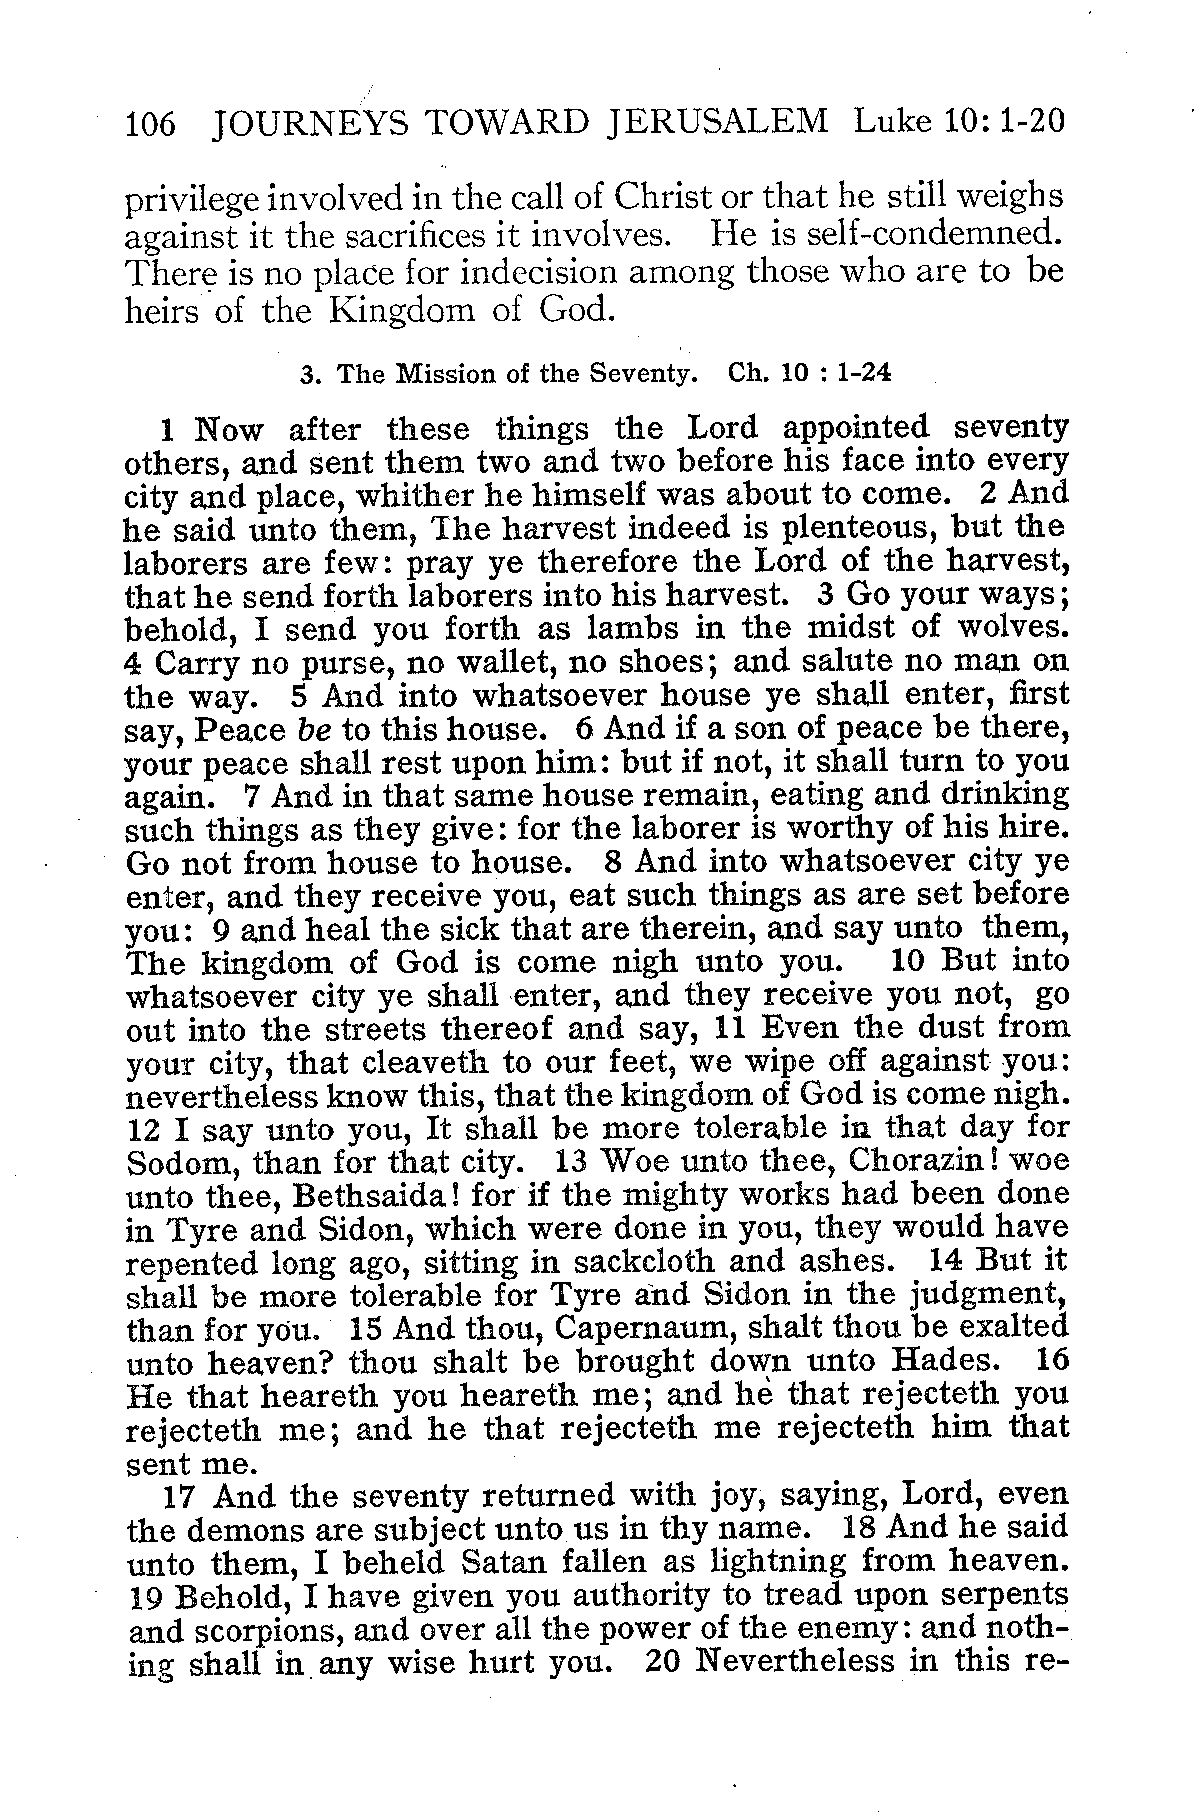 106 JOURNEYS TOWARD JERUSALEM Luke 10: 1-20
privilege involved in the call of Christ or that he still weighs
against it the sacrifices it involves. He is self-condemned.
There is no place for indecision among those who are to be
heirs of the Kingdom of God.
3. The Mission of the Seventy. Ch. 10 : 1-24
1 Now after these things the Lord appointed seventy
others, and sent them two and two before his face into every
city and place, whither he himself was about to come. 2 And
he said unto them, The harvest indeed is plenteous, but the
laborers are few: pray ye therefore the Lord of the harvest,
that he send forth laborers into his harvest. 3 Go your ways;
behold, I send you forth as lambs in the midst of wolves.
4 Carry no purse, no wallet, no shoes; and salute no man on
the way. 5 And into whatsoever house ye shall enter, first
say, Peace be to this house. 6 And if a son of peace be there,
your peace shall rest upon him: but if not, it shall turn to you
again. 7 And in that same house remain, eating and drinking
such things as they give: for the laborer is worthy of his hire.
Go not from house to house. 8 And into whatsoever city ye
enter, and they receive you, eat such things as are set before
you: 9 and heal the sick that are therein, and say unto them,
The kingdom of God is come nigh unto you. 10 But into
whatsoever city ye shall enter, and they receive you not, go
out into the streets thereof and say, 11 Even the dust from
your city, that cleaveth to our feet, we wipe off against you:
nevertheless know this, that the kingdom of God is come nigh.
12 I say unto you, It shall be more tolerable in that day for
Sodom, than for that city. 13 Woe unto thee, Chorazin! woe
unto thee, Bethsaida! for if the mighty works had been done
in Tyre and Sidon, which were done in you, they would have
repented long ago, sitting in sackcloth and ashes. 14 But it
shall be more tolerable for Tyre and Sidon in the judgment,
than for you. 15 And thou, Capernaum, shalt thou be exalted
unto heaven? thou shalt be brought down unto Hades. 16
He that heareth you heareth me; and he that rejecteth you
rejecteth me; and he that rejecteth me rejecteth him that
sent me.
17 And the seventy returned with joy, saying, Lord, even
the demons are subject unto us in thy name. 18 And he said
unto them, I beheld Satan fallen as lightning from heaven.
19 Behold, I have given you authority to tread upon serpents
and scorpions, and over all the power of the enemy: and noth-
ing shall in any wise hurt you. 20 Nevertheless in this re-